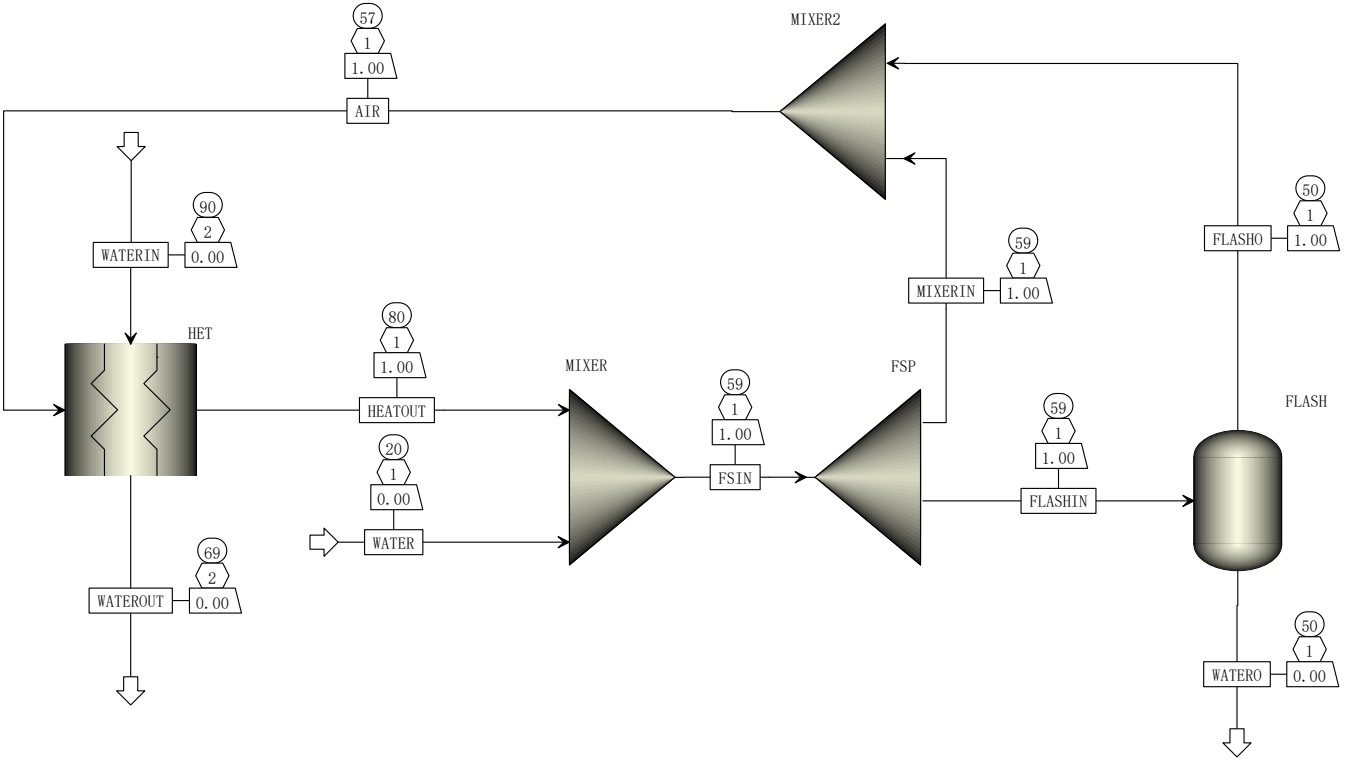 57
1
1.00
AIR
MIXER2
90
2
0.00
WATERIN
50
1
1.00
FLASHO
59
1
1.00
MIXERIN
HET
80
1
1.00
HEATOUT
MIXER
59
1
1.00
FSIN
FSP
59
1
1.00
FLASHIN
FLASH
20
1
0.00
WATER
69
2
0.00
WATEROUT
50
1
0.00
WATERO